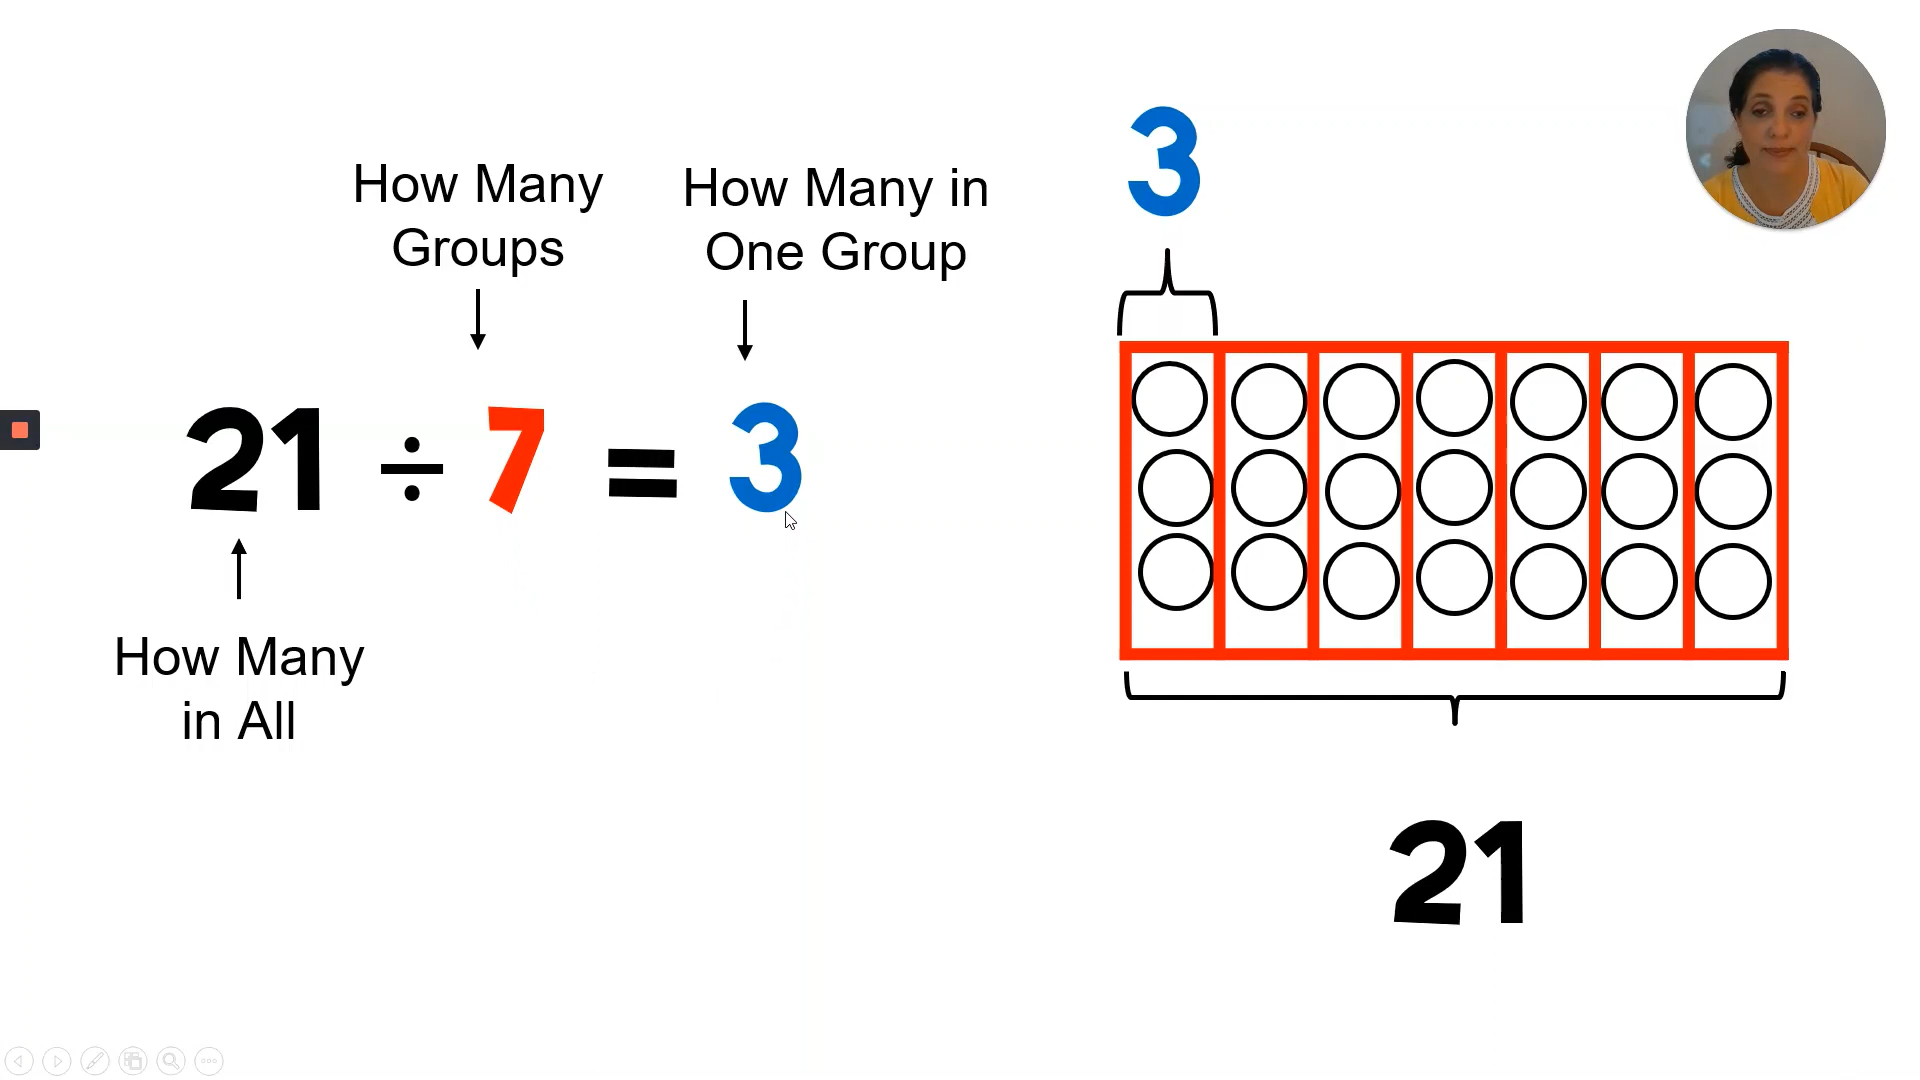 How Many
Groups
How Many in
One Group
21 ÷ 7 = 3
How Many
in All
3
21